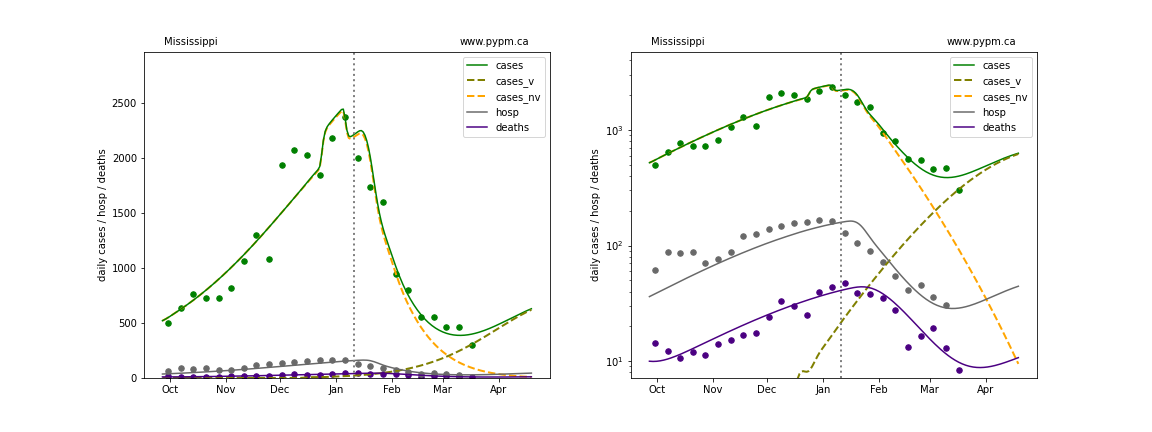 Mississippi www.pypm.ca
cases
cases_v
cases_nv
hosp
deaths
daily cases / hosp / deaths
2500
2000
1500
1000
500
0
Oct Nov Dec Jan Feb Mar Apr
Mississippi www.pypm.ca
cases
cases_v
cases_nv
hosp
deaths
daily cases / hosp / deaths
10³
10²
10¹
Oct Nov Dec Jan Feb Mar Apr